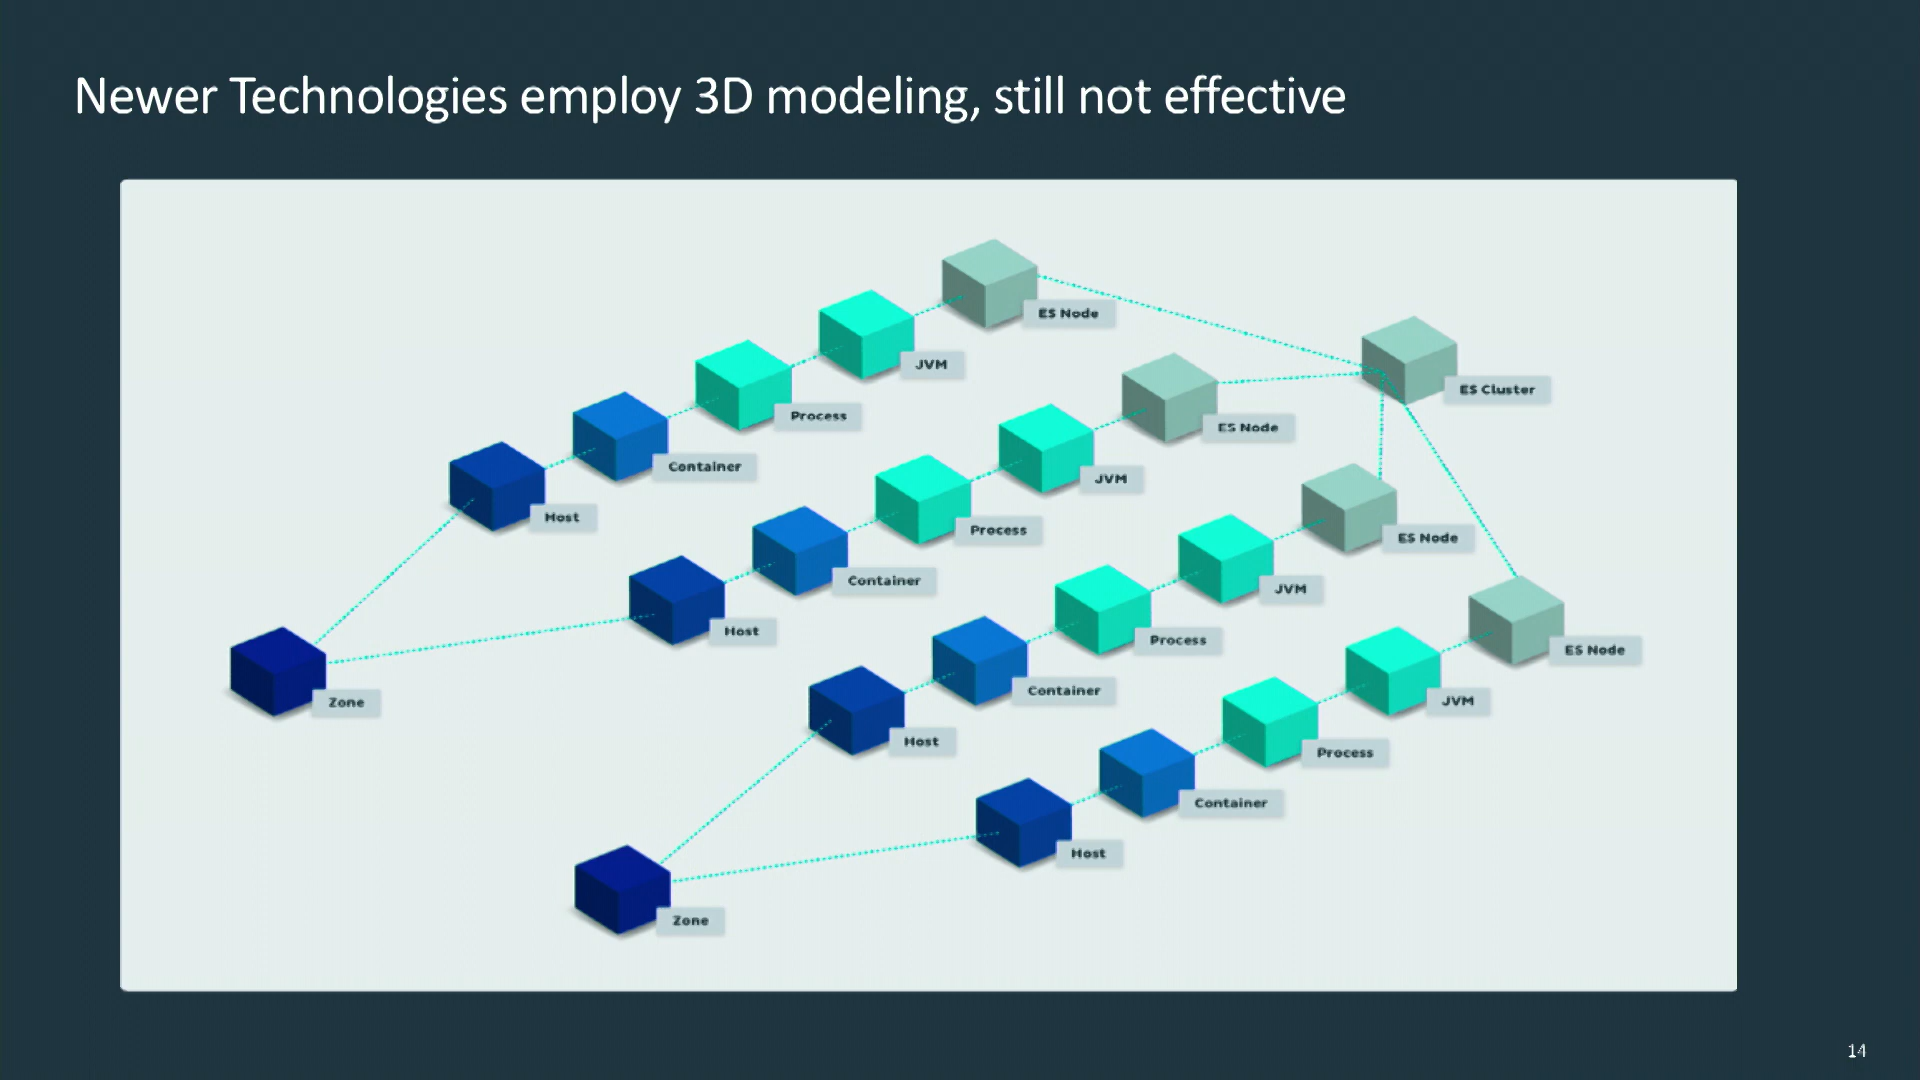 Newer Technologies employ 3D modeling, still not effective
ES Node
JVM
ES Cluster
Process
ES Node
Container
JVM
Host
Process
ES Node
Container
JVM
Host
Process
ES Node
Container
JVM
Zone
Host
Process
Container
Host
Zone
14